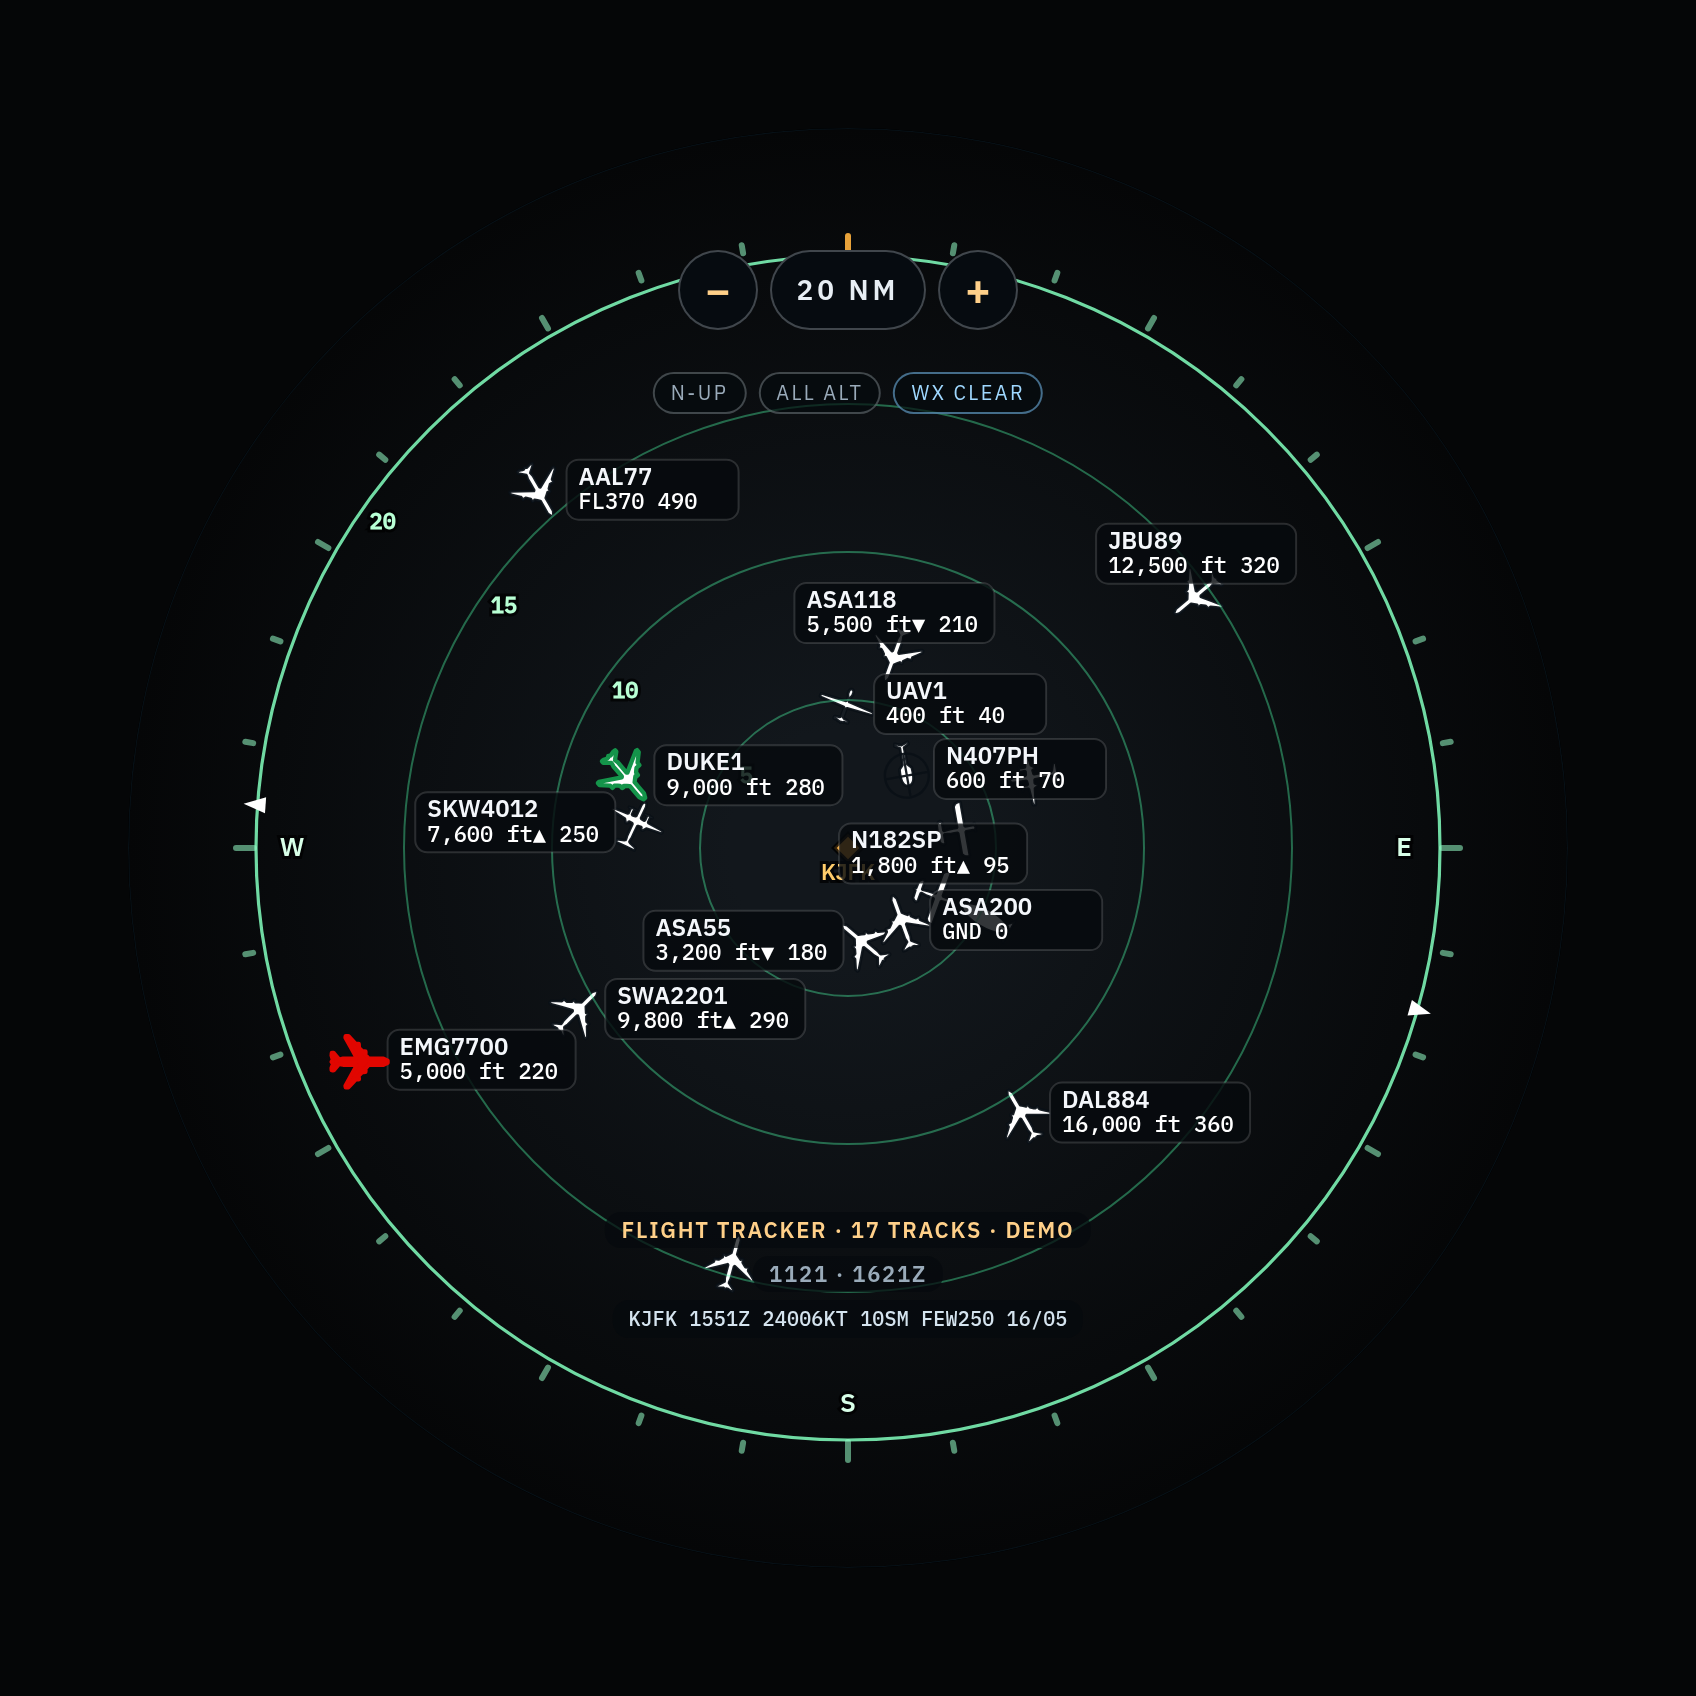 − 20 NM +
N-UP ALL ALT WX CLEAR
AAL77
FL370 490
20
JBU89
12,500 ft 320
15
ASA118
5,500 ft▼ 210
10
UAV1
400 ft 40
N407PH
600 ft 70
DUKE1
9,000 ft 280
5
SKW4012
7,600 ft▲ 250
W
E
N182SP
1,800 ft▲ 95
KJFK
ASA200
GND 0
ASA55
3,200 ft▼ 180
SWA2201
9,800 ft▲ 290
EMG7700
5,000 ft 220
DAL884
16,000 ft 360
FLIGHT TRACKER · 17 TRACKS · DEMO
1121 · 1621Z
KJFK 1551Z 24006KT 10SM FEW250 16/05
S